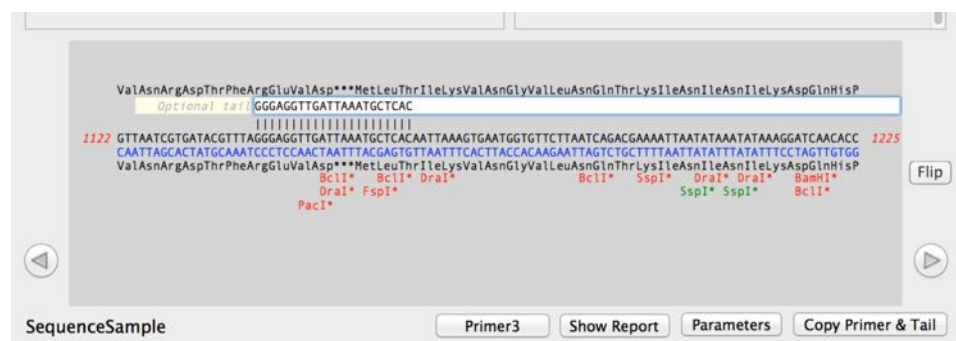 ValAsnArgAspThrPheArgGluValAsp***MetLeuThrIleLysValAsnGlyValLeuAsnGlnThrLysIleAsnIleAsnIleLysAspGlnHisP
Optional tail GGGAGGTTGATTAAATGCTCAC
1122 GTTAATCGTGATACGTTTAGGGAGGTTGATTAAATGCTCACAATTAAAGTGAATGGTGTTCTTAATCAGACGAAAATTAATATAAATATAAAGGATCAACACC 1225
CAATTAGCACTATGCAAATCCCTCCAACTAATTTACGAGTGTTAATTTCACTTACCACAAGAATTAGTCTGCTTTTAATTATATTTATATTTCCTAGTTGTGG
ValAsnArgAspThrPheArgGluValAsp***MetLeuThrIleLysValAsnGlyValLeuAsnGlnThrLysIleAsnIleAsnIleLysAspGlnHisP
BclI* BclI* DraI* BclI* SspI* DraI* DraI* BamHI*
DraI* FspI* SspI* SspI* BclI*
PacI*
Flip
SequenceSample Primer3 Show Report Parameters Copy Primer & Tail